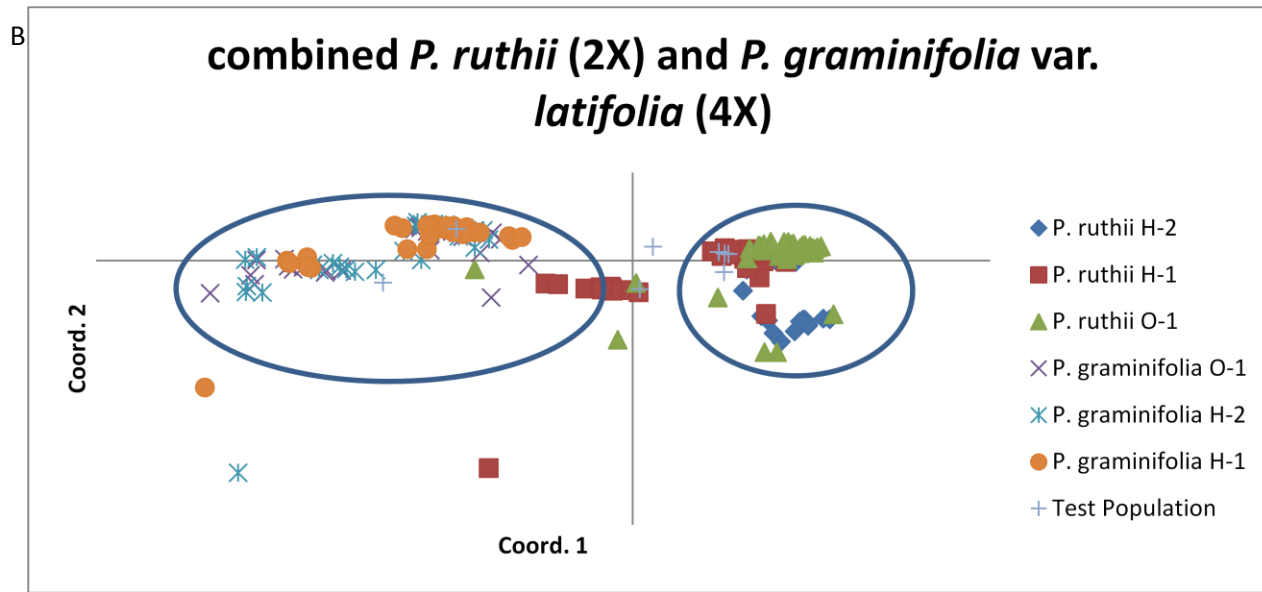 B
combined P. ruthii (2X) and P. graminifolia var.
latifolia (4X)
Coord. 2
Coord. 1
P. ruthii H-2
P. ruthii H-1
P. ruthii O-1
P. graminifolia O-1
P. graminifolia H-2
P. graminifolia H-1
Test Population